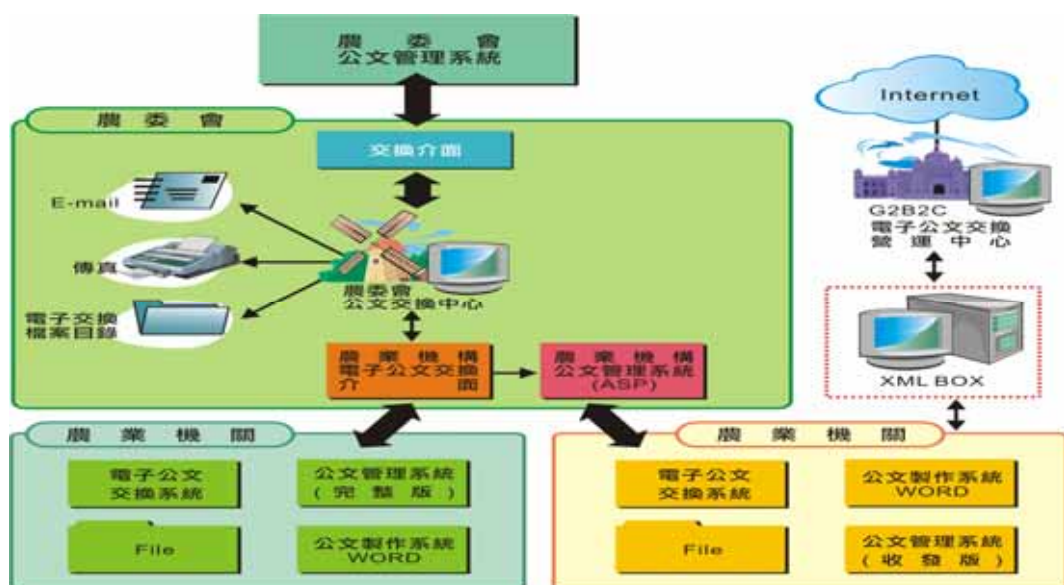 農委會
公文管理系統
農委會
交換介面
E-mail
傳真
電子交換
檔案目錄
農委會
公文交換中心
農業機構
電子公文交換
介面
農業機構
公文管理系統
(ASP)
Internet
G2B2C
電子公文交換
營運中心
XML BOX
農業機關
電子公文
交換系統
公文管理系統
(完整版)
File
公文製作系統
WORD
農業機關
電子公文
交換系統
公文製作系統
WORD
File
公文管理系統
(收發版)